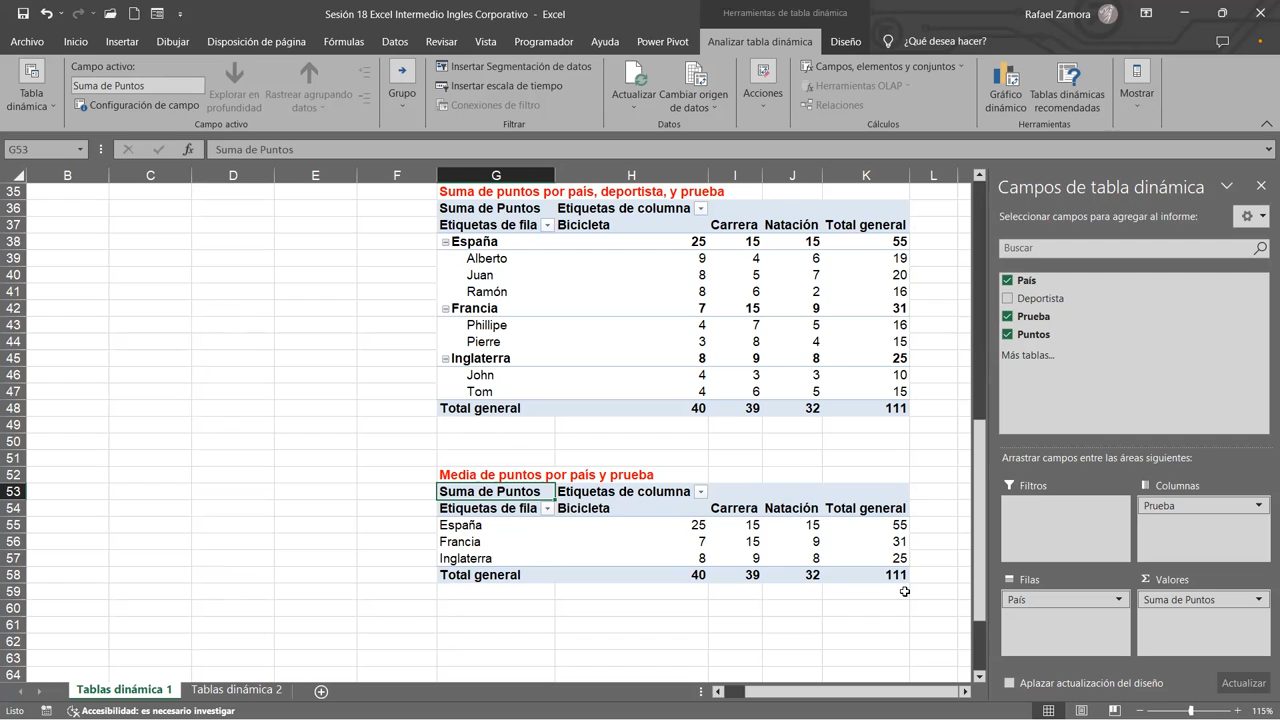 Sesión 18 Excel Intermedio Ingles Corporativo - Excel
Herramientas de tabla dinámica
Rafael Zamora
Archivo Inicio Insertar Dibujar Disposición de página Fórmulas Datos Revisar Vista Programador Ayuda Power Pivot Analizar tabla dinámica Diseño ¿Qué desea hacer?
Tabla dinámica
Campo activo:
Suma de Puntos
Configuración de campo
Explorar en profundidad
Rastrear agrupando datos
Campo activo
Grupo
Insertar Segmentación de datos
Insertar escala de tiempo
Conexiones de filtro
Filtrar
Actualizar
Cambiar origen de datos
Datos
Acciones
Campos, elementos y conjuntos
Herramientas OLAP
Relaciones
Cálculos
Gráfico dinámico
Tablas dinámicas recomendadas
Herramientas
Mostrar
G53 fx Suma de Puntos
B C D E F G H I J K L
35 Suma de puntos por país, deportista, y prueba
36 Suma de Puntos Etiquetas de columna
37 Etiquetas de fila Bicicleta Carrera Natación Total general
38 España 25 15 15 55
39 Alberto 9 4 6 19
40 Juan 8 5 7 20
41 Ramón 8 6 2 16
42 Francia 7 15 9 31
43 Phillipe 4 7 5 16
44 Pierre 3 8 4 15
45 Inglaterra 8 9 8 25
46 John 4 3 3 10
47 Tom 4 6 5 15
48 Total general 40 39 32 111
49
50
51
52 Media de puntos por pais y prueba
53 Suma de Puntos Etiquetas de columna
54 Etiquetas de fila Bicicleta Carrera Natación Total general
55 España 25 15 15 55
56 Francia 7 15 9 31
57 Inglaterra 8 9 8 25
58 Total general 40 39 32 111
59
60
61
62
63
64
Campos de tabla dinámica
Seleccionar campos para agregar al informe:
Buscar
País
Deportista
Prueba
Puntos
Más tablas...
Arrastrar campos entre las áreas siguientes:
Filtros
Columnas
Prueba
Filas
País
Valores
Suma de Puntos
Aplazar actualización del diseño
Actualizar
Tablas dinámica 1 Tablas dinámica 2
Listo Accesibilidad: es necesario investigar 115%